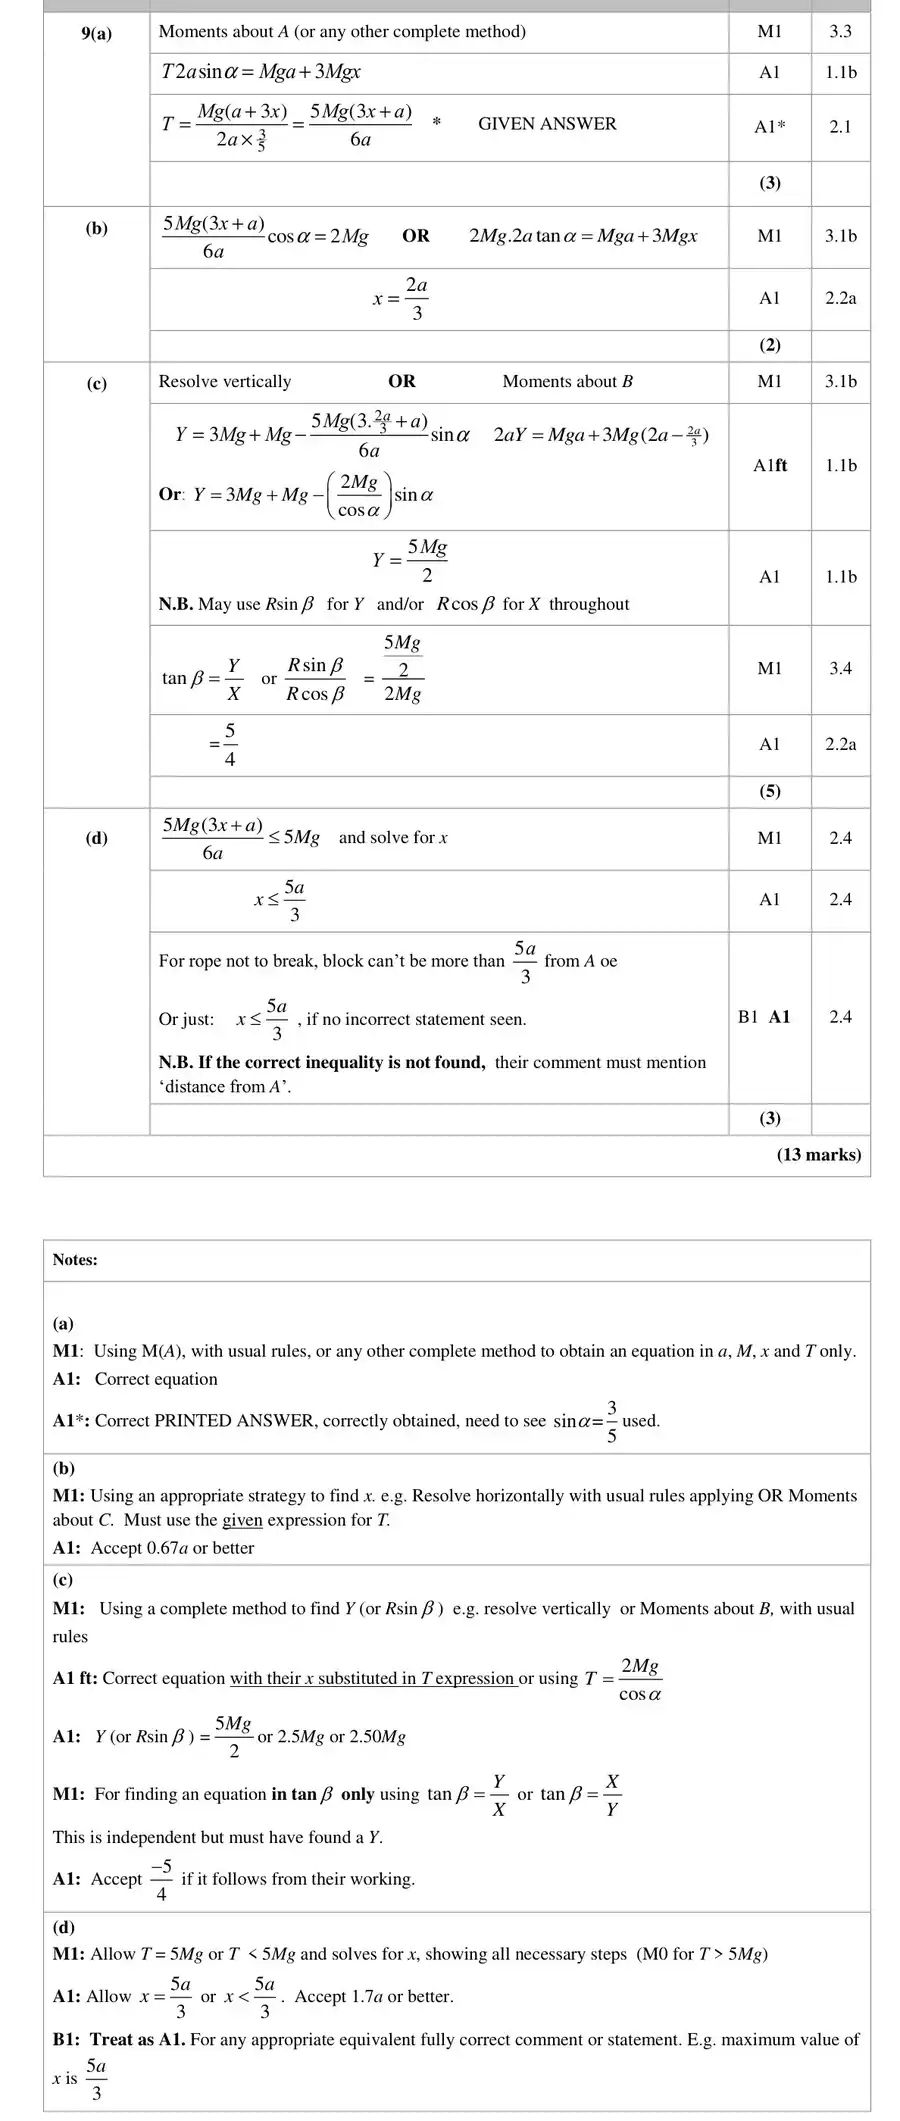 9(a) Moments about A (or any other complete method) M1 3.3
T2a sin α = Mga + 3Mgx A1 1.1b
T = Mg(a + 3x) / (2a × 3/5) = 5Mg(3x + a) / 6a * GIVEN ANSWER A1* 2.1
(3)
(b) 5Mg(3x + a)/6a cos α = 2Mg OR 2Mg.2a tan α = Mga + 3Mgx M1 3.1b
x = 2a/3 A1 2.2a
(2)
(c) Resolve vertically OR Moments about B M1 3.1b
Y = 3Mg + Mg − 5Mg(3.2a/3 + a)/6a sin α 2aY = Mga + 3Mg(2a − 2a/3)
A1ft 1.1b
Or: Y = 3Mg + Mg − (2Mg/cos α) sin α
Y = 5Mg/2
A1 1.1b
N.B. May use Rsin β for Y and/or Rcos β for X throughout
tan β = Y/X or R sin β/R cos β = (5Mg/2)/2Mg M1 3.4
= 5/4 A1 2.2a
(5)
(d) 5Mg(3x + a)/6a ≤ 5Mg and solve for x M1 2.4
x ≤ 5a/3 A1 2.4
For rope not to break, block can't be more than 5a/3 from A oe
Or just: x ≤ 5a/3 , if no incorrect statement seen. B1 A1 2.4
N.B. If the correct inequality is not found, their comment must mention
‘distance from A’.
(3)
(13 marks)
Notes:
(a)
M1: Using M(A), with usual rules, or any other complete method to obtain an equation in a, M, x and T only.
A1: Correct equation
A1*: Correct PRINTED ANSWER, correctly obtained, need to see sin α = 3/5 used.
(b)
M1: Using an appropriate strategy to find x. e.g. Resolve horizontally with usual rules applying OR Moments
about C. Must use the given expression for T.
A1: Accept 0.67a or better
(c)
M1: Using a complete method to find Y (or Rsin β ) e.g. resolve vertically or Moments about B, with usual
rules
A1 ft: Correct equation with their x substituted in T expression or using T = 2Mg/cos α
A1: Y (or Rsin β ) = 5Mg/2 or 2.5Mg or 2.50Mg
M1: For finding an equation in tan β only using tan β = Y/X or tan β = X/Y
This is independent but must have found a Y.
A1: Accept −5/4 if it follows from their working.
(d)
M1: Allow T = 5Mg or T < 5Mg and solves for x, showing all necessary steps (M0 for T > 5Mg)
A1: Allow x = 5a/3 or x < 5a/3 . Accept 1.7a or better.
B1: Treat as A1. For any appropriate equivalent fully correct comment or statement. E.g. maximum value of
x is 5a/3